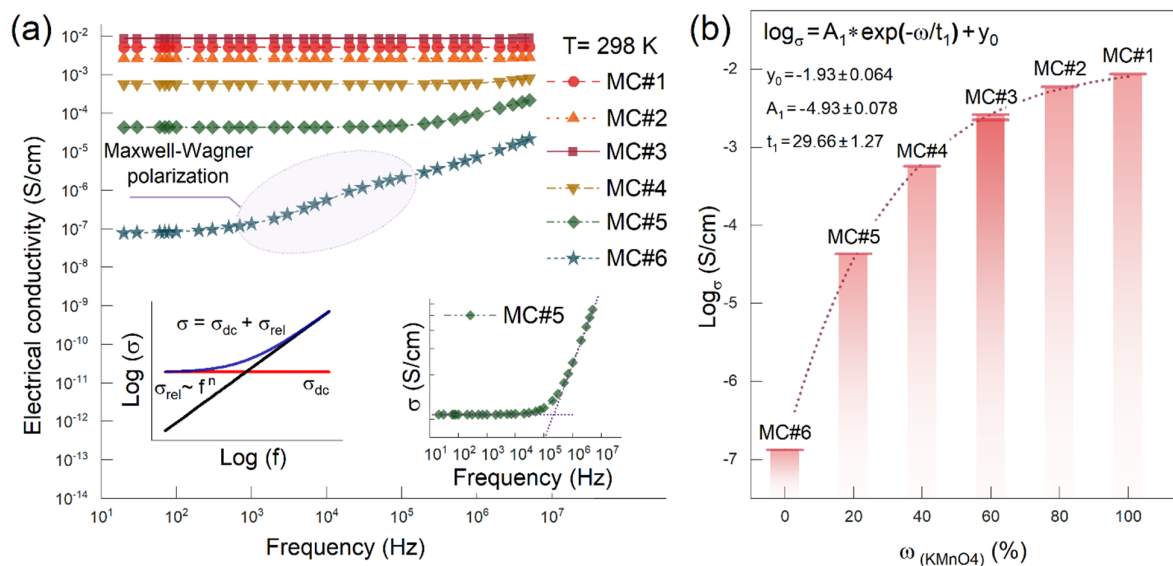 (a)
Electrical conductivity (S/cm)
10⁻²
10⁻³
10⁻⁴
10⁻⁵
10⁻⁶
10⁻⁷
10⁻⁸
10⁻⁹
10⁻¹⁰
10⁻¹¹
10⁻¹²
10⁻¹³
10⁻¹⁴
10¹ 10² 10³ 10⁴ 10⁵ 10⁶ 10⁷
Frequency (Hz)
T= 298 K
MC#1
MC#2
MC#3
MC#4
MC#5
MC#6
Maxwell-Wagner
polarization
Log (σ)
σ = σdc + σrel
σrel~ fⁿ
σdc
Log (f)
σ (S/cm)
MC#5
10¹ 10² 10³ 10⁴ 10⁵ 10⁶ 10⁷
Frequency (Hz)
(b)
logσ = A₁*exp(-ω/t₁)+y₀
y₀=-1.93±0.064
A₁=-4.93±0.078
t₁=29.66±1.27
Logσ (S/cm)
-2
-3
-4
-5
-6
-7
MC#6
MC#5
MC#4
MC#3
MC#2
MC#1
0 20 40 60 80 100
ω (KMnO4) (%)